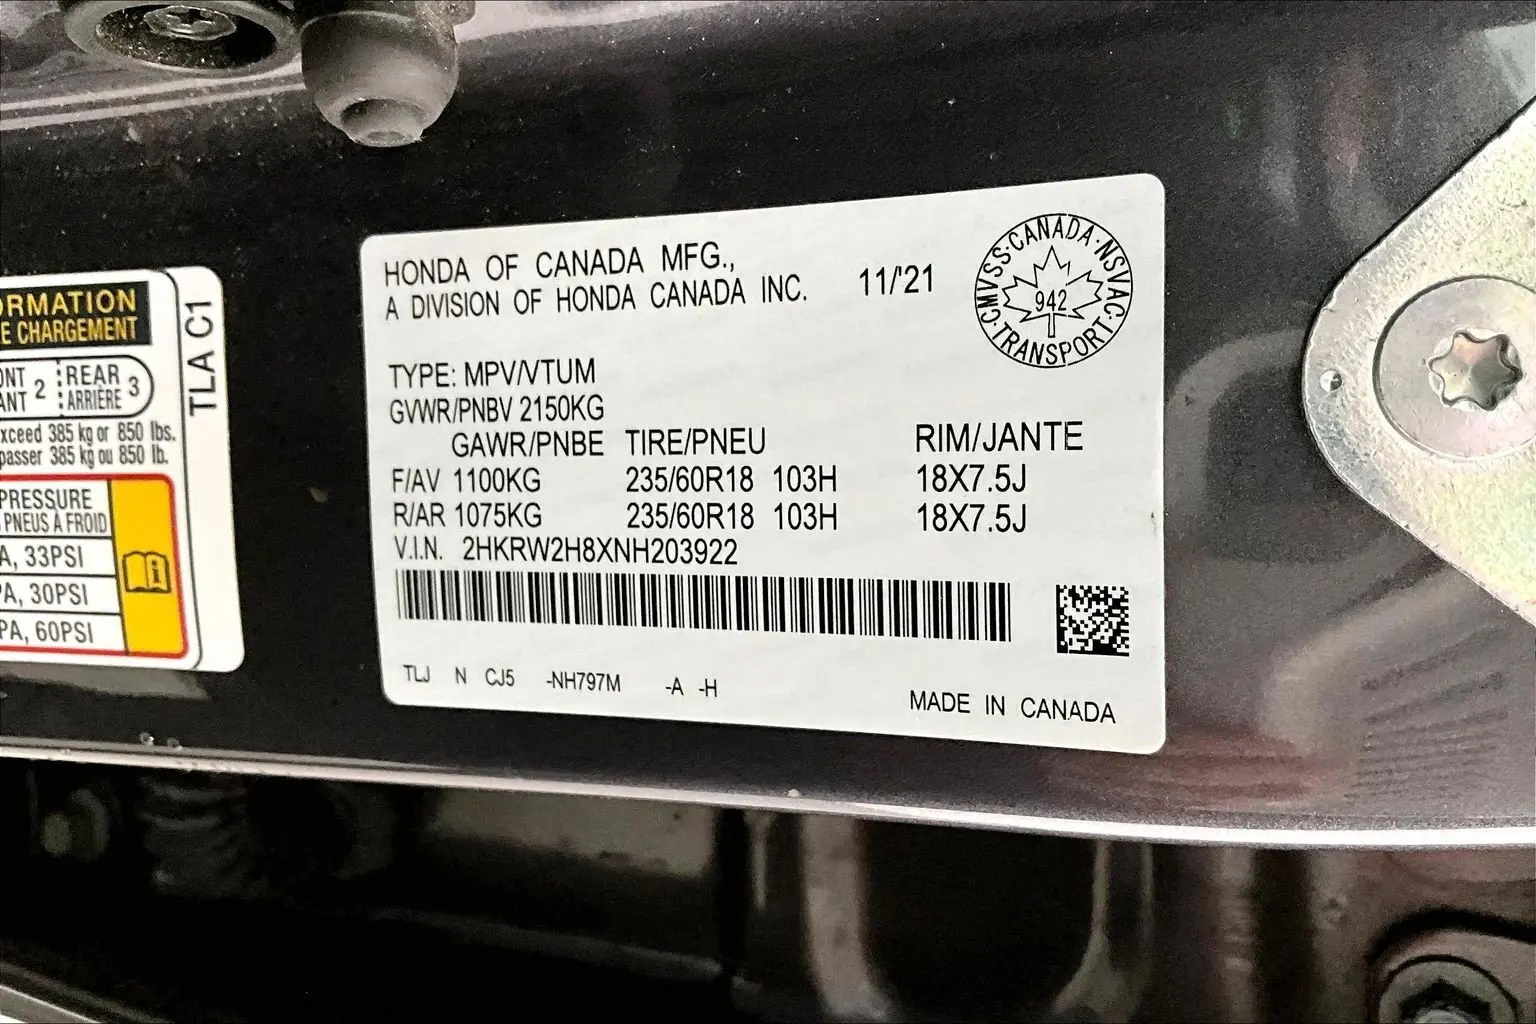 ORMATION
E CHARGEMENT
ONT 2 REAR 3
ANT ARRIÈRE
xceed 385 kg or 850 lbs.
passer 385 kg ou 850 lb.
PRESSURE
PNEUS À FROID
A, 33PSI
PA, 30PSI
PA, 60PSI
TLA C1
HONDA OF CANADA MFG.,
A DIVISION OF HONDA CANADA INC. 11/'21
CMVSS·CANADA·NSVAC·TRANSPORT·
942
TYPE: MPV/VTUM
GVWR/PNBV 2150KG
GAWR/PNBE TIRE/PNEU RIM/JANTE
F/AV 1100KG 235/60R18 103H 18X7.5J
R/AR 1075KG 235/60R18 103H 18X7.5J
V.I.N. 2HKRW2H8XNH203922
TLJ N CJ5 -NH797M -A -H
MADE IN CANADA